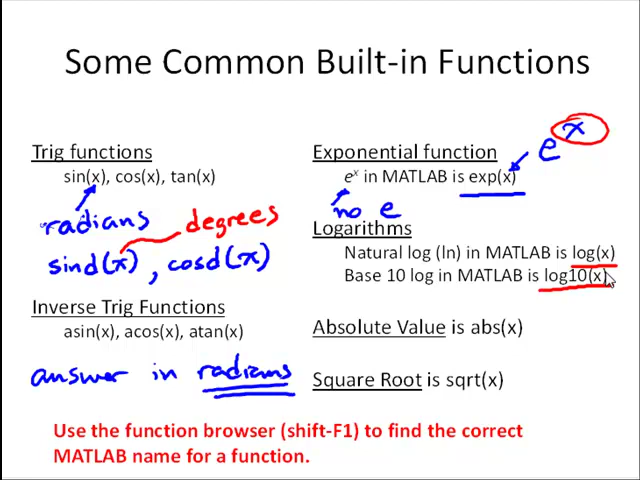 Some Common Built-in Functions
Trig functions
sin(x), cos(x), tan(x)
radians
degrees
sind(x), cosd(x)
Inverse Trig Functions
asin(x), acos(x), atan(x)
answer in radians
Exponential function
eˣ
eˣ in MATLAB is exp(x)
no e
Logarithms
Natural log (ln) in MATLAB is log(x)
Base 10 log in MATLAB is log10(x)
Absolute Value is abs(x)
Square Root is sqrt(x)
Use the function browser (shift-F1) to find the correct
MATLAB name for a function.